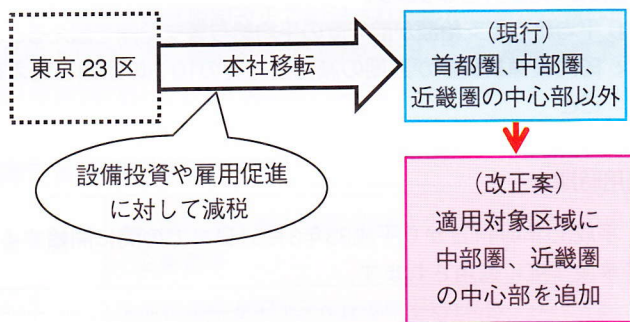 東京 23 区
本社移転
（現行）
首都圏、中部圏、
近畿圏の中心部以外
設備投資や雇用促進
に対して減税
（改正案）
適用対象区域に
中部圏、近畿圏
の中心部を追加